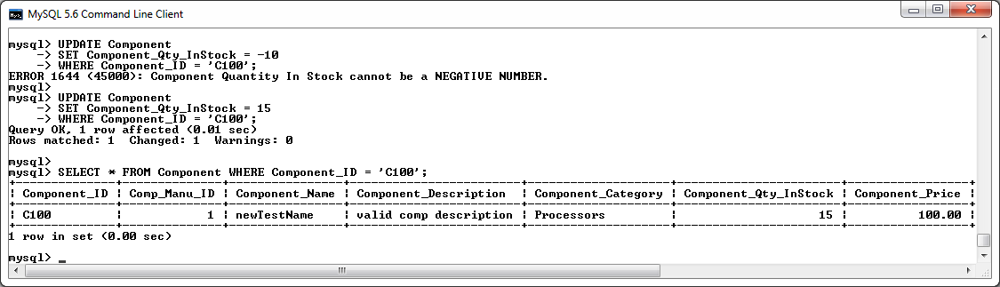 MySQL 5.6 Command Line Client
mysql> UPDATE Component
    -> SET Component_Qty_InStock = -10
    -> WHERE Component_ID = 'C100';
ERROR 1644 (45000): Component Quantity In Stock cannot be a NEGATIVE NUMBER.
mysql>
mysql> UPDATE Component
    -> SET Component_Qty_InStock = 15
    -> WHERE Component_ID = 'C100';
Query OK, 1 row affected (0.01 sec)
Rows matched: 1  Changed: 1  Warnings: 0
mysql>
mysql> SELECT * FROM Component WHERE Component_ID = 'C100';
+--------------+--------------+----------------+------------------------+--------------------+-----------------------+-----------------+
| Component_ID | Comp_Manu_ID | Component_Name | Component_Description  | Component_Category | Component_Qty_InStock | Component_Price |
+--------------+--------------+----------------+------------------------+--------------------+-----------------------+-----------------+
| C100         |            1 | newTestName    | valid comp description | Processors         |                    15 |          100.00 |
+--------------+--------------+----------------+------------------------+--------------------+-----------------------+-----------------+
1 row in set (0.00 sec)
mysql> _